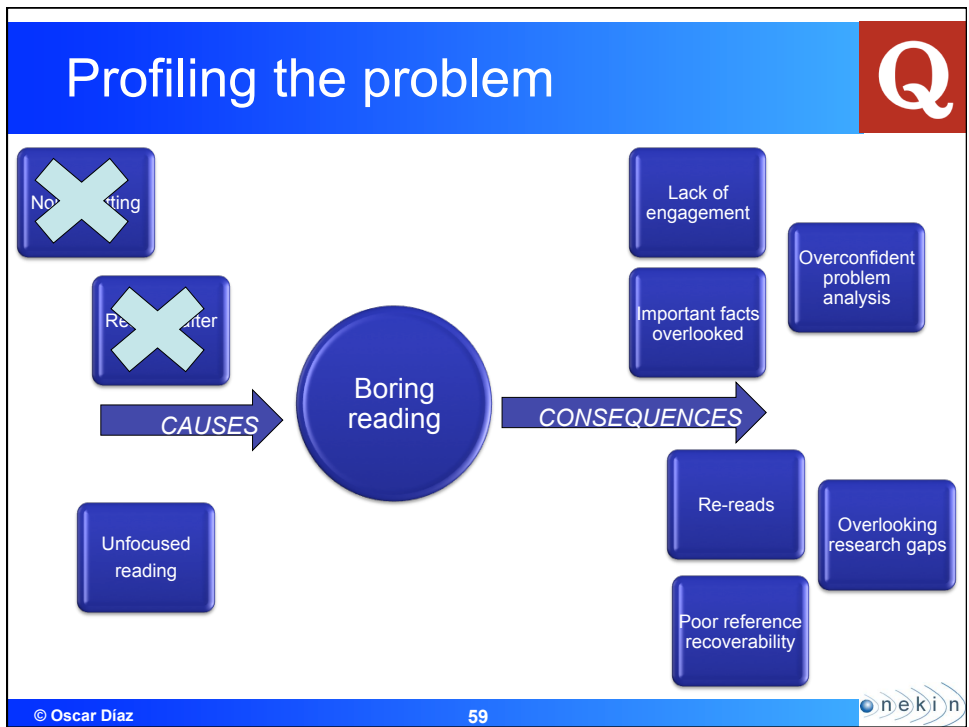 Profiling the problem
Q
Lack of
engagement
Overconfident
problem
analysis
Important facts
overlooked
Boring
reading
CAUSES
CONSEQUENCES
Re-reads
Unfocused
reading
Overlooking
research gaps
Poor reference
recoverability
© Oscar Díaz
59
onekin